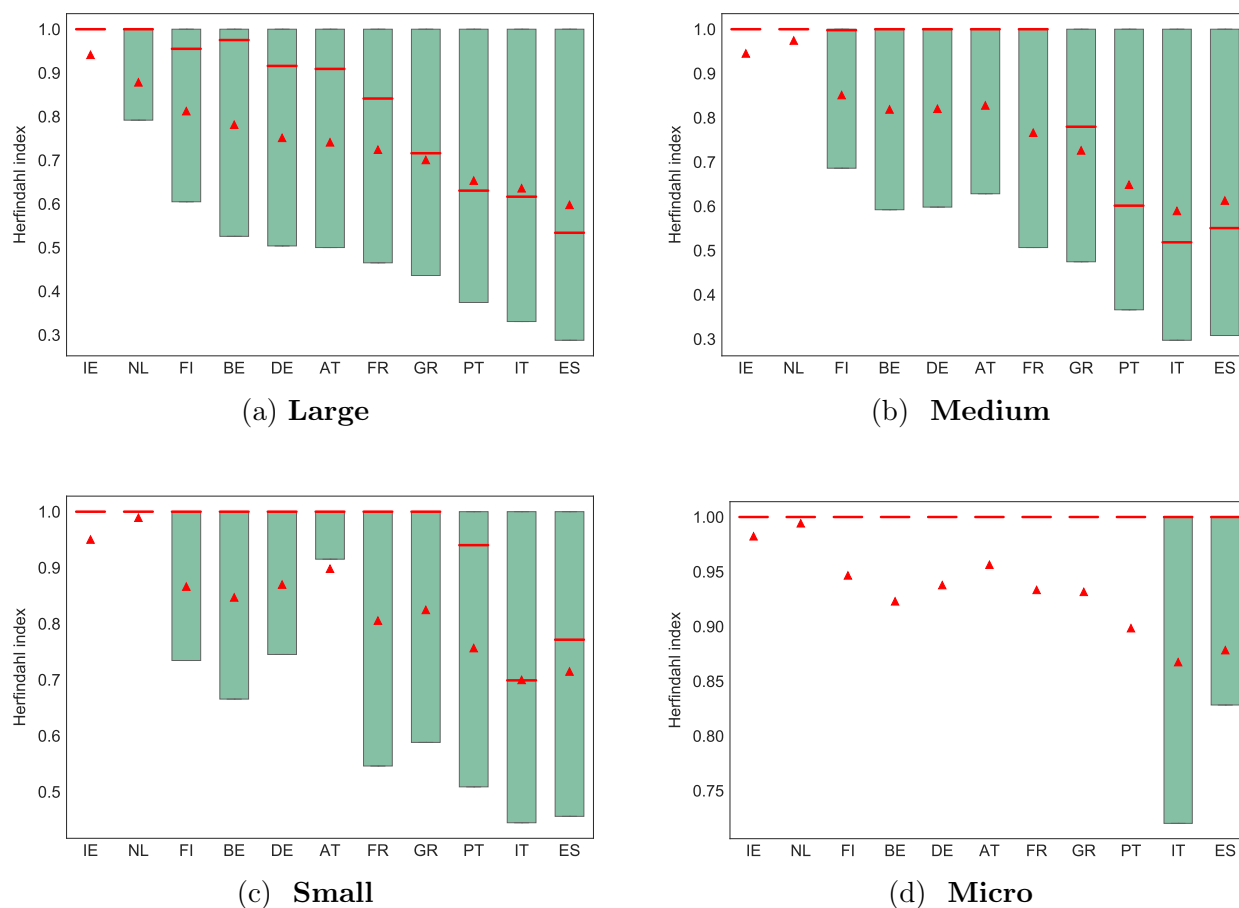 1.0
0.9
0.8
0.7
0.6
0.5
0.4
0.3
Herfindahl index
IE NL FI BE DE AT FR GR PT IT ES
(a) Large
1.0
0.9
0.8
0.7
0.6
0.5
0.4
0.3
Herfindahl index
IE NL FI BE DE AT FR GR PT IT ES
(b) Medium
1.0
0.9
0.8
0.7
0.6
0.5
Herfindahl index
IE NL FI BE DE AT FR GR PT IT ES
(c) Small
1.00
0.95
0.90
0.85
0.80
0.75
Herfindahl index
IE NL FI BE DE AT FR GR PT IT ES
(d) Micro